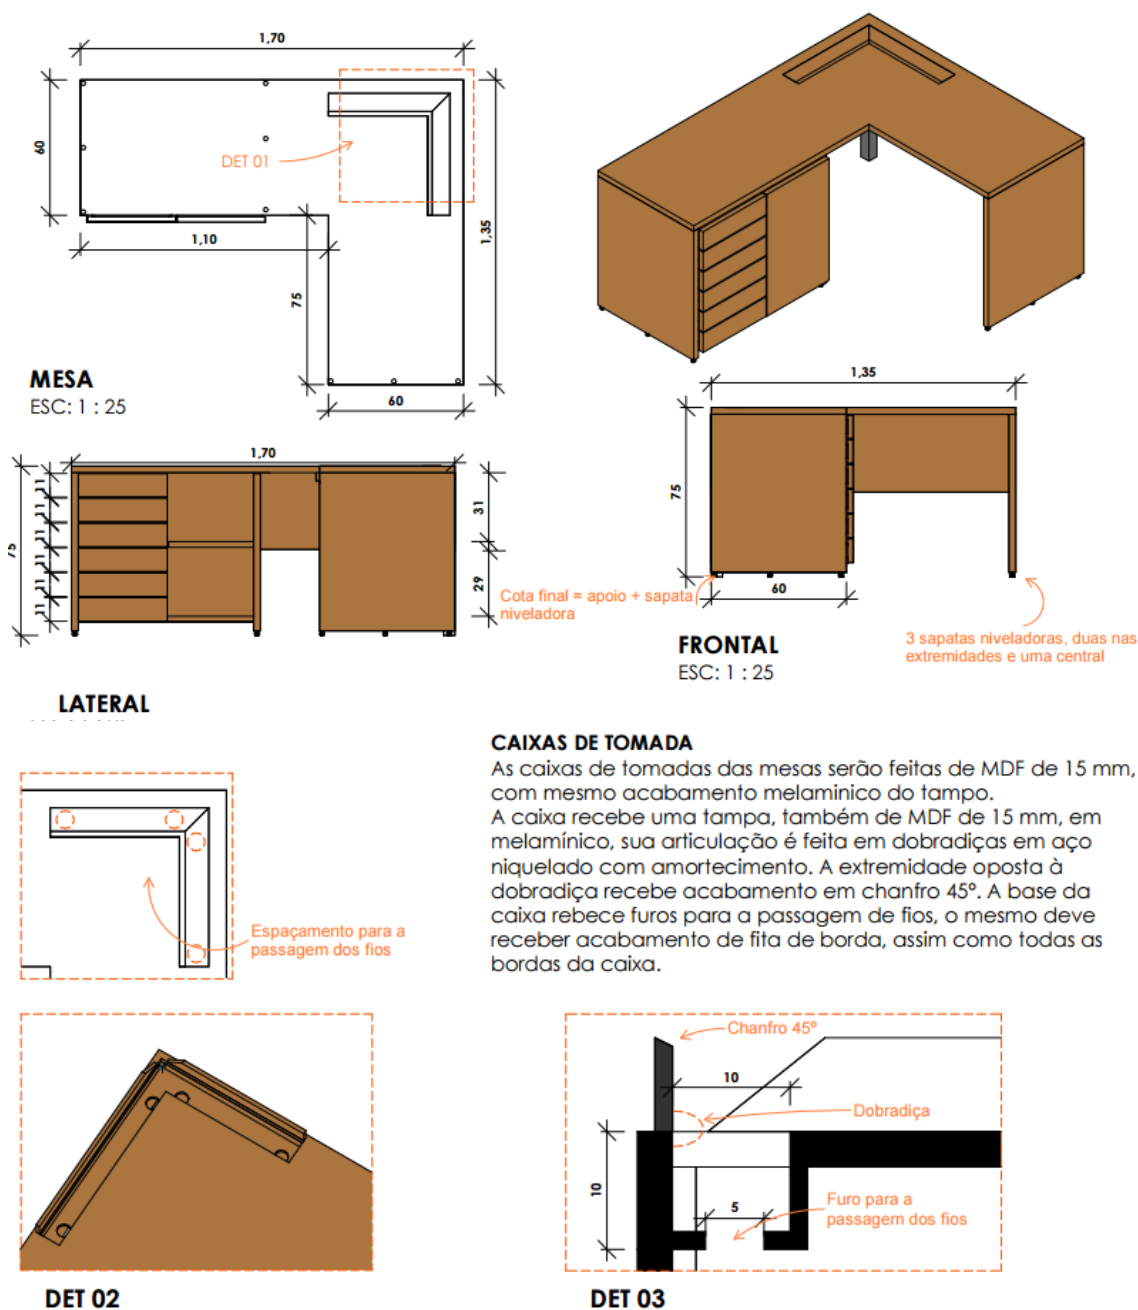 1,70
60
DET 01
1,10
1,35
75
60
MESA
ESC: 1 : 25
1,35
75
60
FRONTAL
ESC: 1 : 25
Cota final = apoio + sapata
niveladora
3 sapatas niveladoras, duas nas
extremidades e uma central
1,70
11
11
11
11
11
11
75
31
29
LATERAL
CAIXAS DE TOMADA
As caixas de tomadas das mesas serão feitas de MDF de 15 mm,
com mesmo acabamento melaminico do tampo.
A caixa recebe uma tampa, também de MDF de 15 mm, em
melamínico, sua articulação é feita em dobradiças em aço
niquelado com amortecimento. A extremidade oposta à
dobradiça recebe acabamento em chanfro 45º. A base da
caixa rebece furos para a passagem de fios, o mesmo deve
receber acabamento de fita de borda, assim como todas as
bordas da caixa.
Espaçamento para a
passagem dos fios
DET 02
Chanfro 45º
10
Dobradiça
10
5
Furo para a
passagem dos fios
DET 03